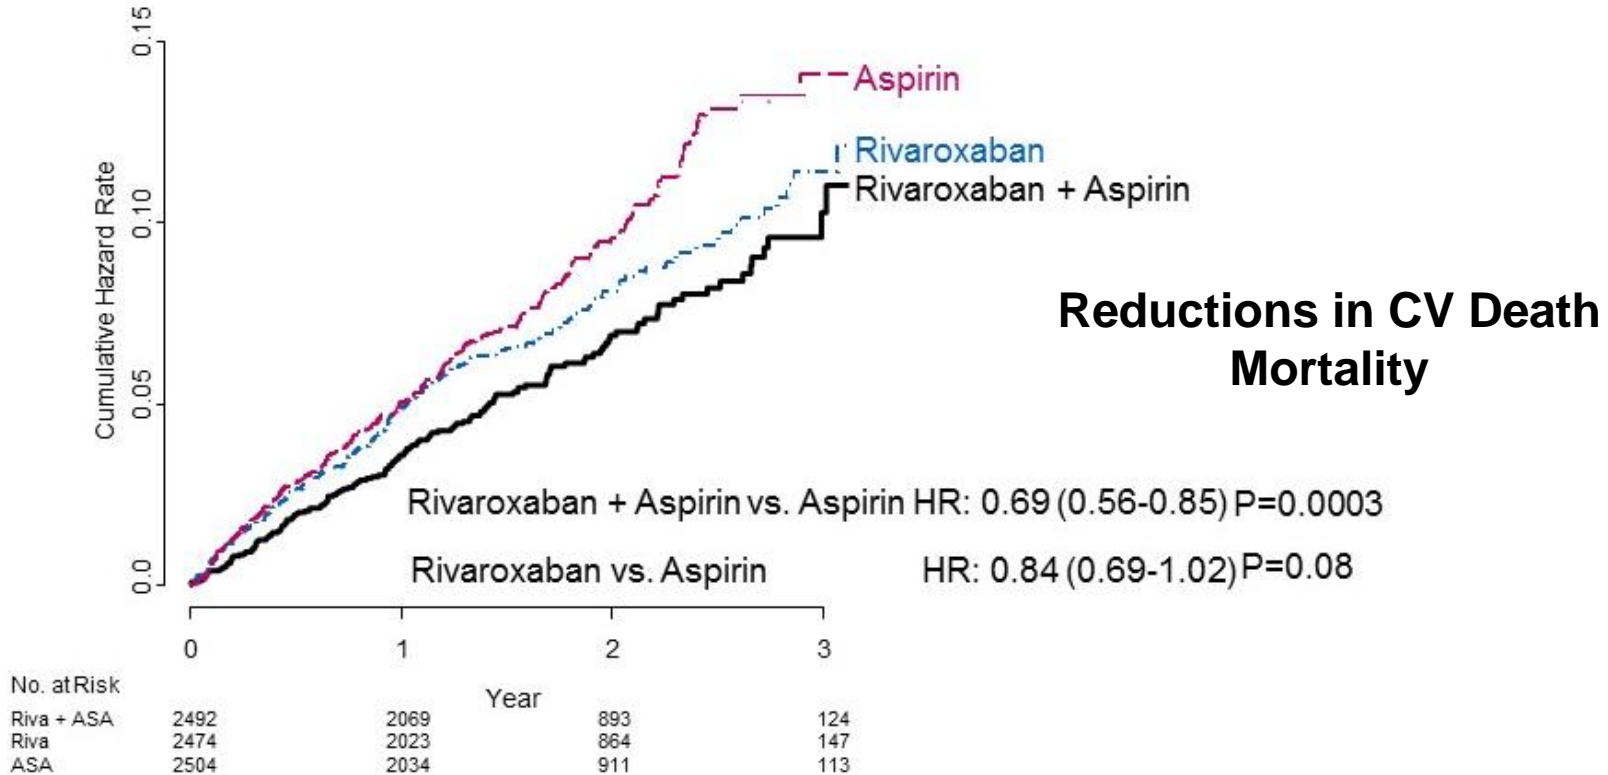 0.15
Aspirin
Rivaroxaban
Rivaroxaban + Aspirin
0.10
Cumulative Hazard Rate
0.05
0.0
Reductions in CV Death
Mortality
Rivaroxaban + Aspirin vs. Aspirin HR: 0.69 (0.56-0.85) P=0.0003
Rivaroxaban vs. Aspirin HR: 0.84 (0.69-1.02) P=0.08
0 1 2 3
No. at Risk
Year
Riva + ASA 2492 2069 893 124
Riva 2474 2023 864 147
ASA 2504 2034 911 113